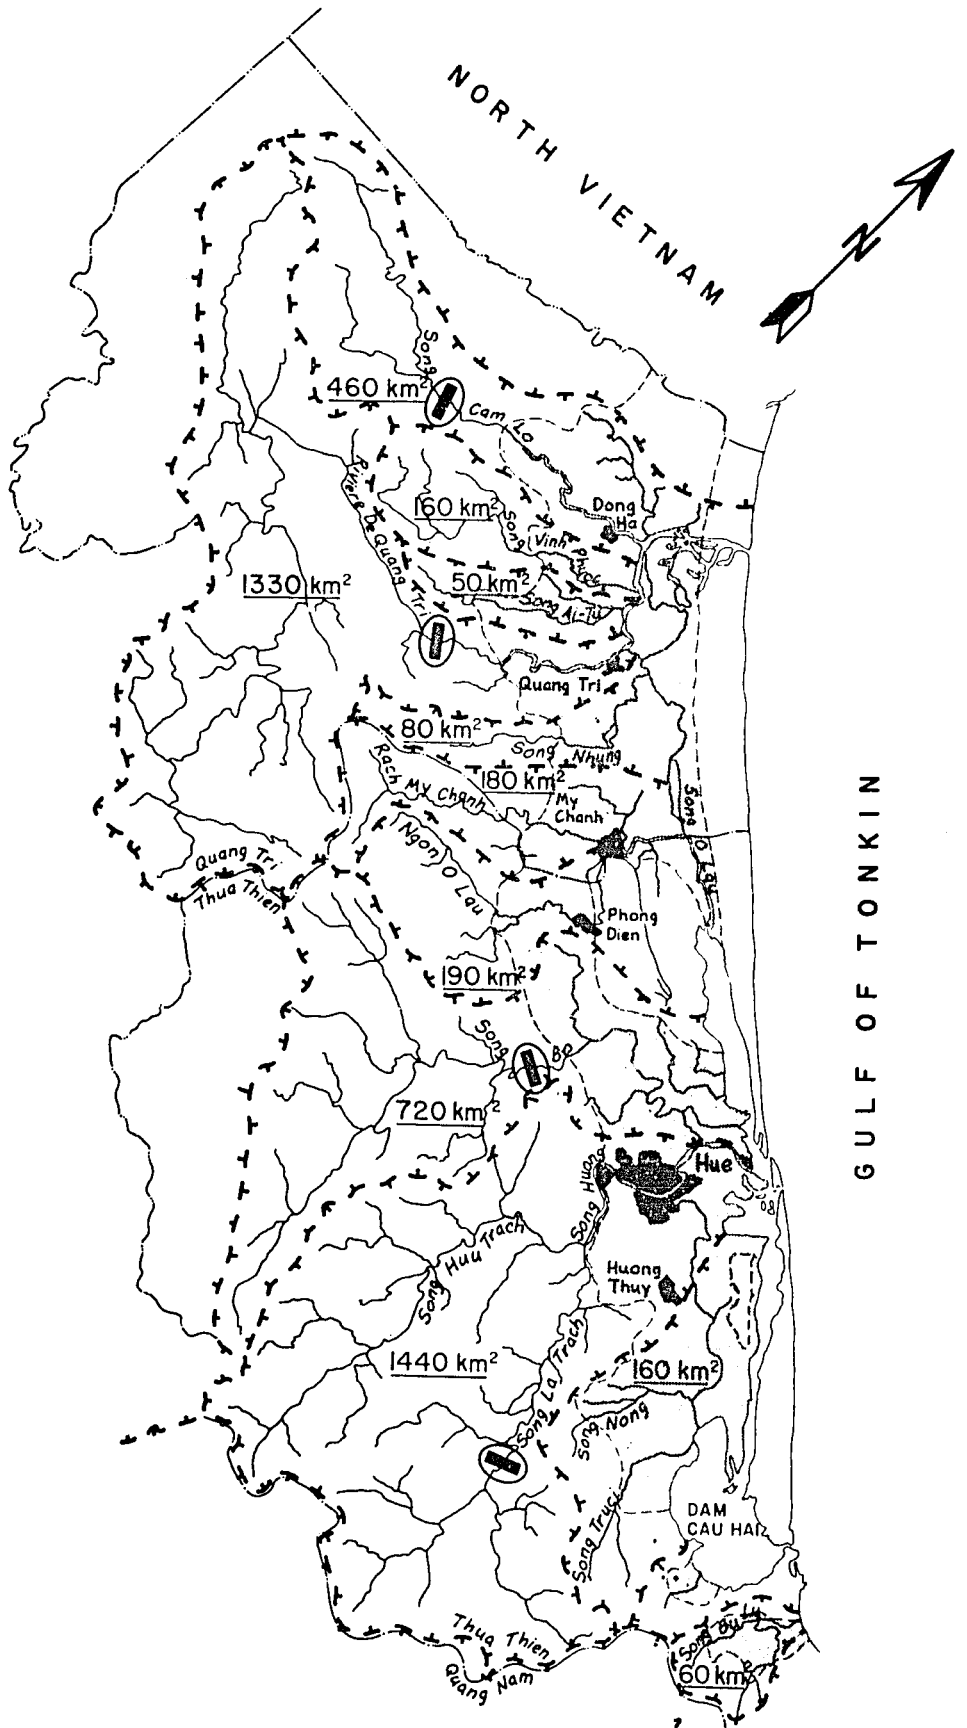 NORTH VIETNAM
N
Song
Cam Lo
460 km²
Riviere De Quang Tri
160 km²
Dong
Ha
Song
Vinh Phuoc
1330 km²
50 km²
Song Ai-Tu
Quang Tri
80 km²
Song Nhung
180 km²
Rach My Chanh
My
Chanh
Song O Lau
GULF OF TONKIN
Ngon O Lau
Quang Tri
Thua Thien
Phong
Dien
190 km²
Song Bo
720 km²
Hue
Song Huong
Song Huu Trach
Huong
Thuy
1440 km²
Song La Trach
160 km²
Song Nong
DAM
CAU HAI
Song Truoi
Thua Thien
Quang Nam
Song Bu Lu
60 km²